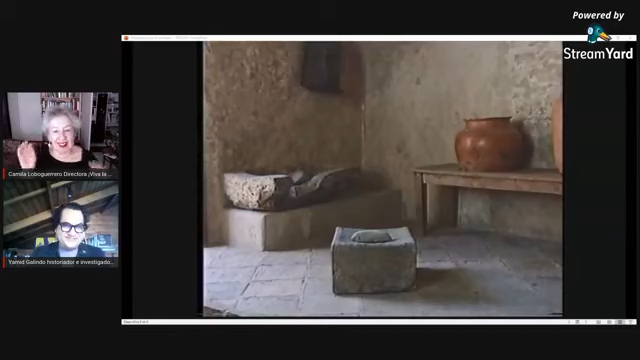 Powered by
StreamYard
Camila Loboguerrero Directora ¡Viva la ...
Yamid Galindo historiador e investigado...